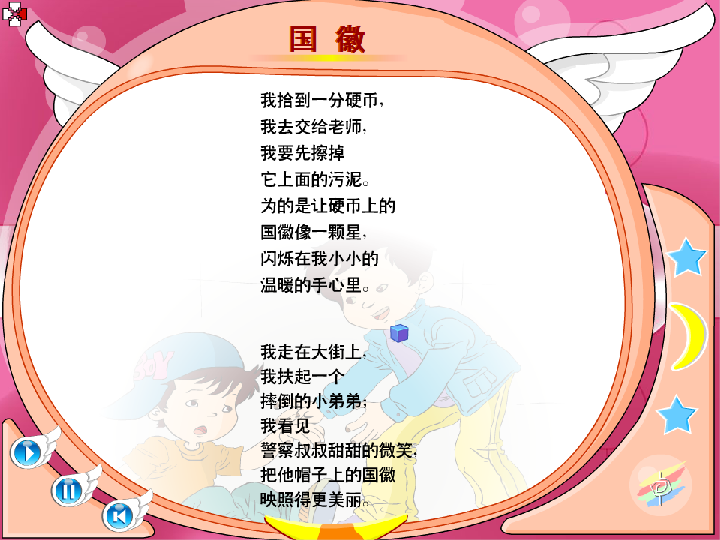 国 徽
我拾到一分硬币，
我去交给老师，
我要先擦掉
它上面的污泥。
为的是让硬币上的
国徽像一颗星，
闪烁在我小小的
温暖的手心里。
我走在大街上，
我扶起一个
摔倒的小弟弟；
我看见
警察叔叔甜甜的微笑，
把他帽子上的国徽
映照得更美丽。